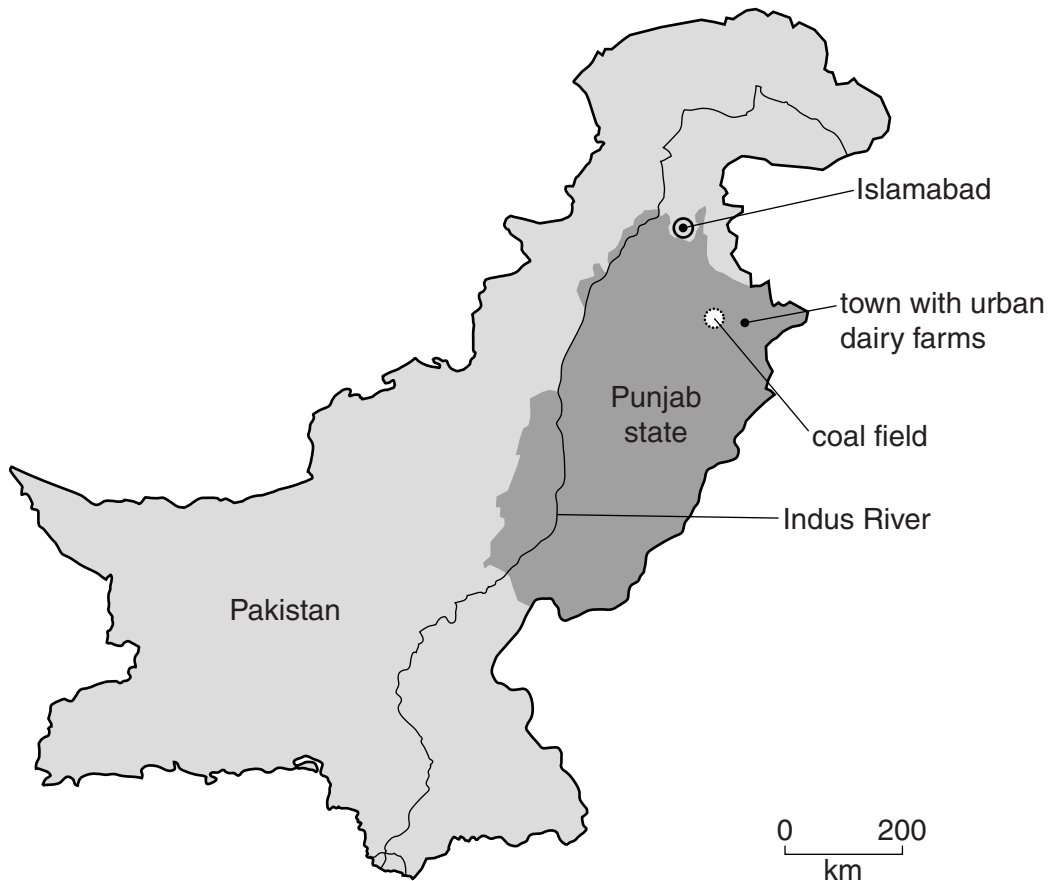 Islamabad
town with urban
dairy farms
Punjab
state
coal field
Indus River
Pakistan
0 200
km